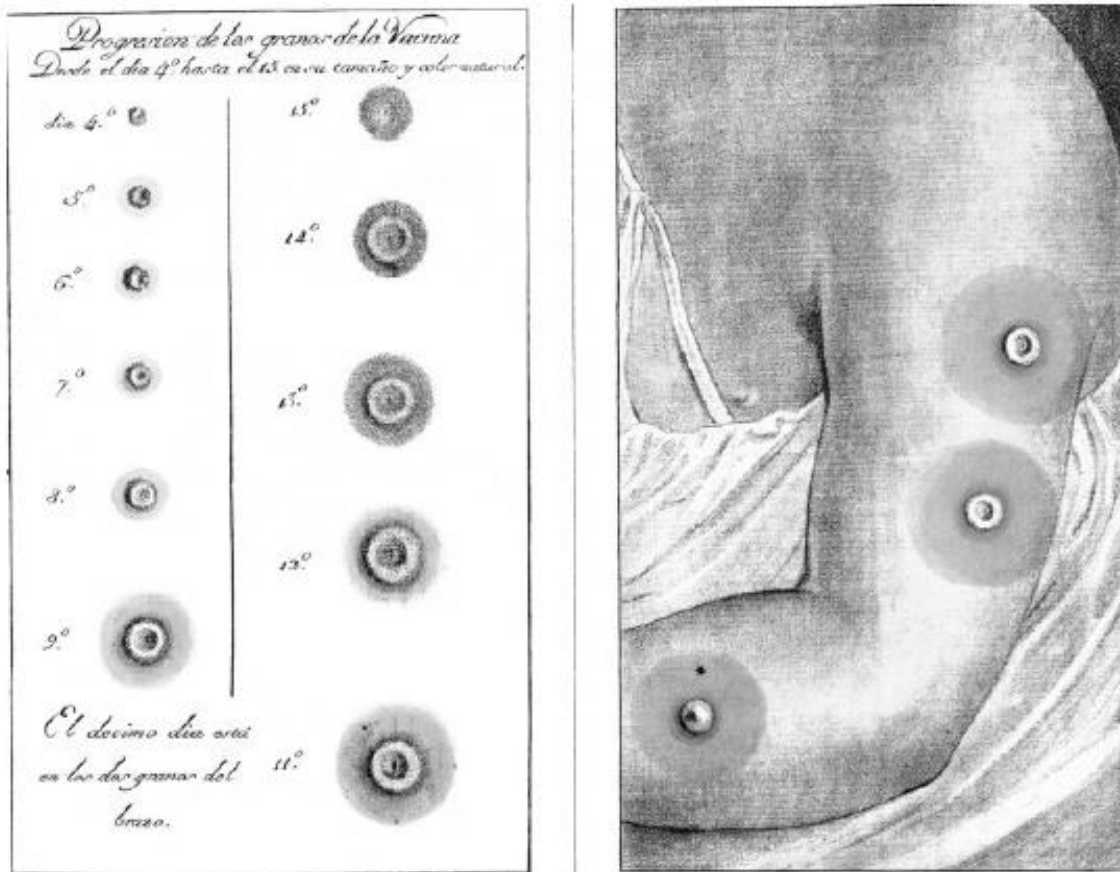 Progresion de los granos de la Vacuna
Desde el dia 4.º hasta el 15 en su tamaño y color natural.
dia 4.º
5.º
6.º
7.º
8.º
9.º
El decimo dia está
en los dos granos del
brazo.
15.º
14.º
13.º
12.º
11.º